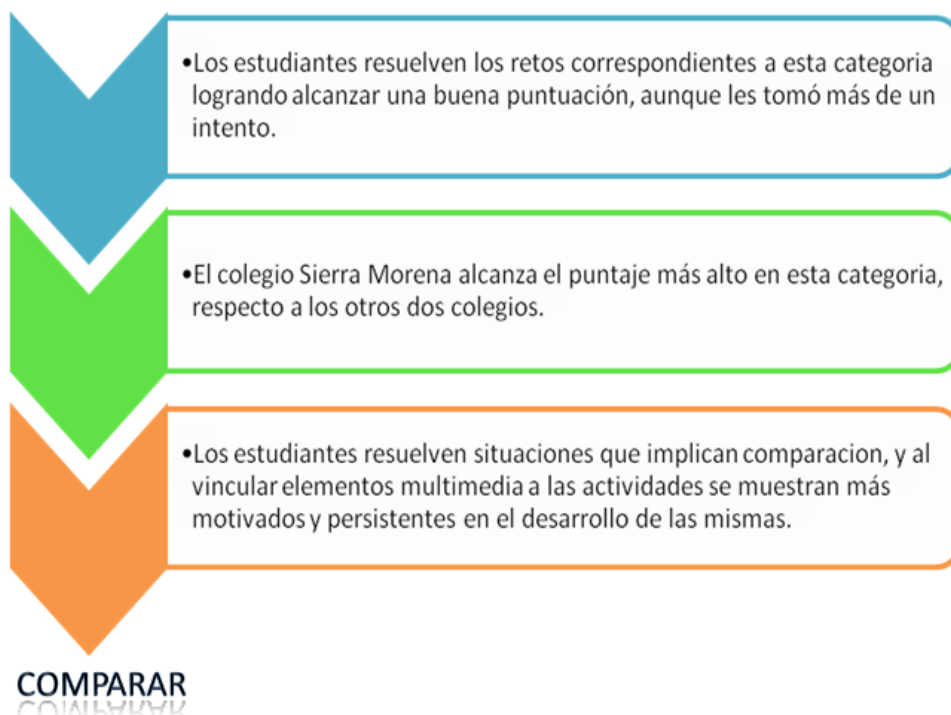 •Los estudiantes resuelven los retos correspondientes a esta categoria
logrando alcanzar una buena puntuación, aunque les tomó más de un
intento.
•El colegio Sierra Morena alcanza el puntaje más alto en esta categoria,
respecto a los otros dos colegios.
•Los estudiantes resuelven situaciones que implican comparacion, y al
vincular elementos multimedia a las actividades se muestran más
motivados y persistentes en el desarrollo de las mismas.
COMPARAR